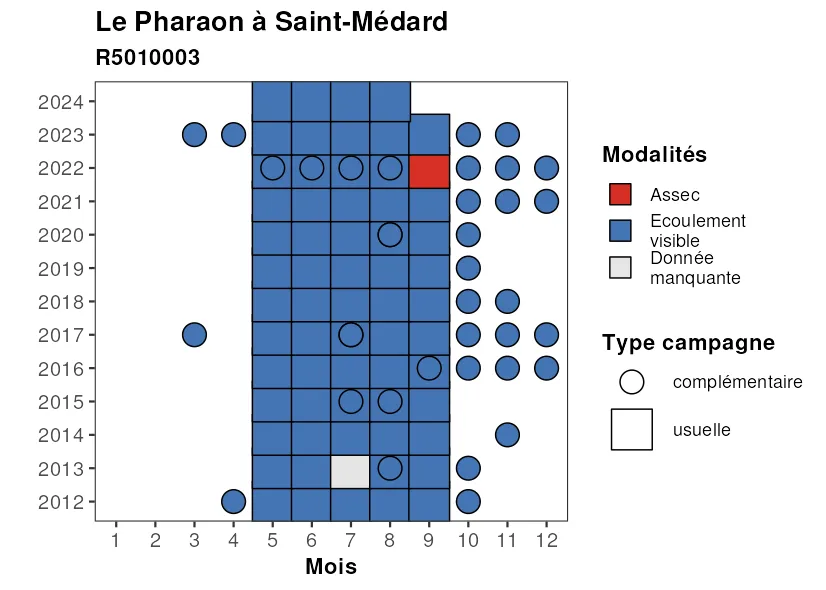 Le Pharaon à Saint-Médard
R5010003
2024
2023
2022
2021
2020
2019
2018
2017
2016
2015
2014
2013
2012
1 2 3 4 5 6 7 8 9 10 11 12
Mois
Modalités
Assec
Ecoulement
visible
Donnée
manquante
Type campagne
complémentaire
usuelle